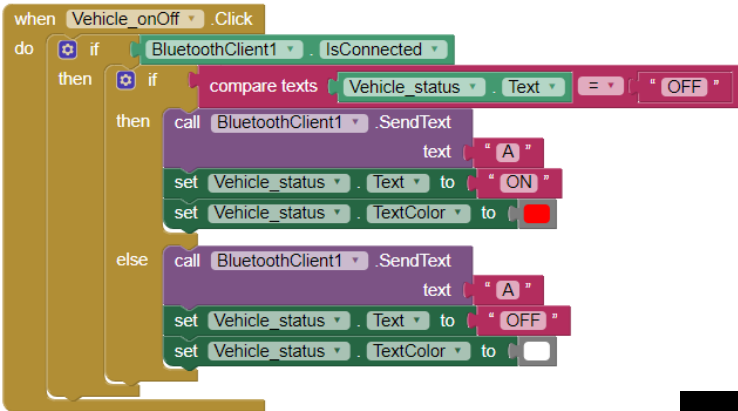 when Vehicle_onOff .Click
do if BluetoothClient1 . IsConnected
then if compare texts Vehicle_status . Text = " OFF "
then call BluetoothClient1 .SendText
text " A "
set Vehicle_status . Text to " ON "
set Vehicle_status . TextColor to
else call BluetoothClient1 .SendText
text " A "
set Vehicle_status . Text to " OFF "
set Vehicle_status . TextColor to